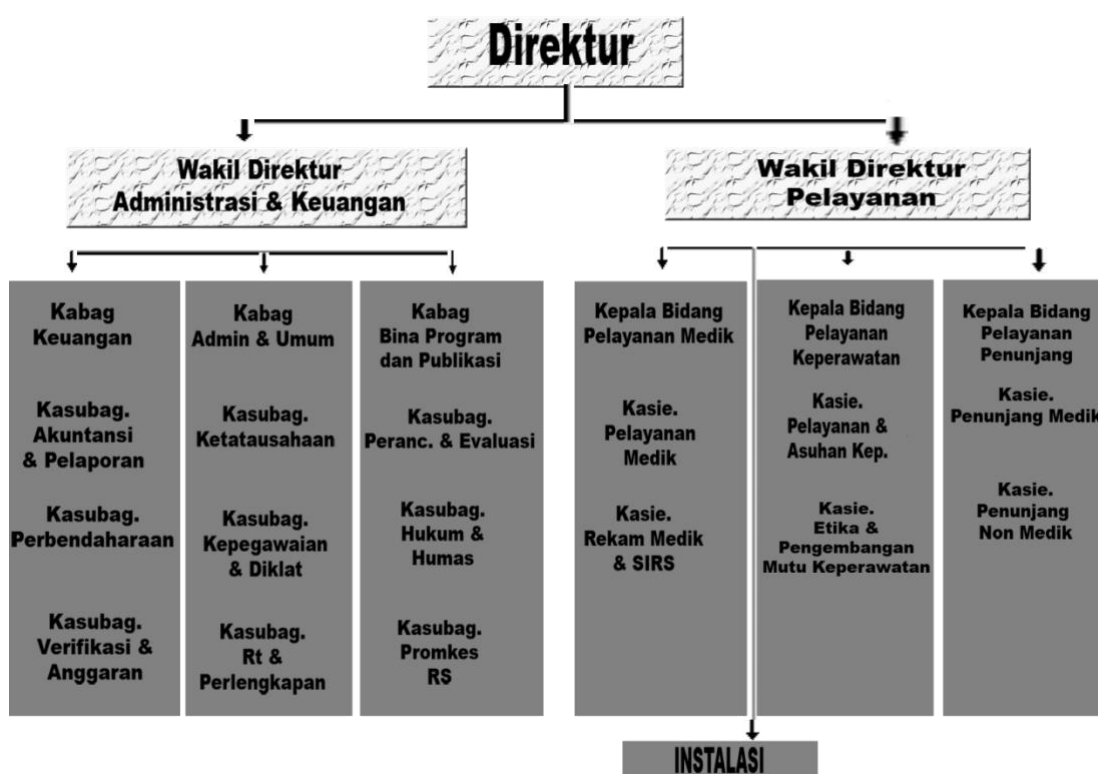 Direktur
Wakil Direktur
Administrasi & Keuangan
Wakil Direktur
Pelayanan
Kabag
Keuangan
Kasubag.
Akuntansi
& Pelaporan
Kasubag.
Perbendaharaan
Kasubag.
Verifikasi &
Anggaran
Kabag
Admin & Umum
Kasubag.
Ketatausahaan
Kasubag.
Kepegawaian
& Diklat
Kasubag.
Rt &
Perlengkapan
Kabag
Bina Program
dan Publikasi
Kasubag.
Peranc. & Evaluasi
Kasubag.
Hukum &
Humas
Kasubag.
Promkes
RS
Kepala Bidang
Pelayanan Medik
Kasie.
Pelayanan
Medik
Kasie.
Rekam Medik
& SIRS
Kepala Bidang
Pelayanan
Keperawatan
Kasie.
Pelayanan &
Asuhan Kep.
Kasie.
Etika &
Pengembangan
Mutu Keperawatan
Kepala Bidang
Pelayanan
Penunjang
Kasie.
Penunjang Medik
Kasie.
Penunjang
Non Medik
INSTALASI